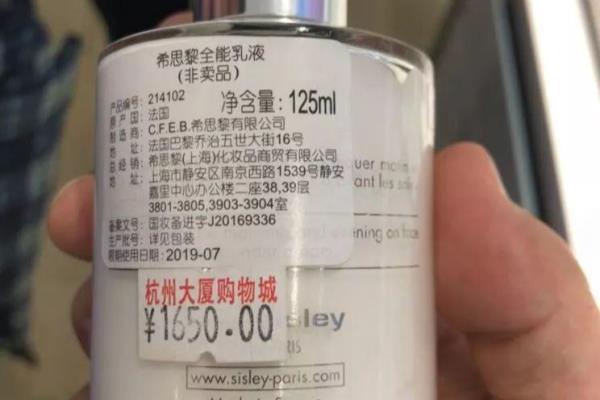 希思黎全能乳液
(非卖品)
产品编号: 214102 净含量: 125ml
原产国: 法国
制造商: C.F.E.B.希思黎有限公司
地址: 法国巴黎乔治五世大街16号
总经销: 希思黎(上海)化妆品商贸有限公司
地址: 上海市静安区南京西路1539号静安
嘉里中心办公楼二座38,39层
3801-3805,3903-3904室
备案文号: 国妆备进字J20169336
生产批号: 详见包装
限期使用日期: 2019-07
杭州大厦购物城
¥1650.00
sley
RIS
www.sisley-paris.com